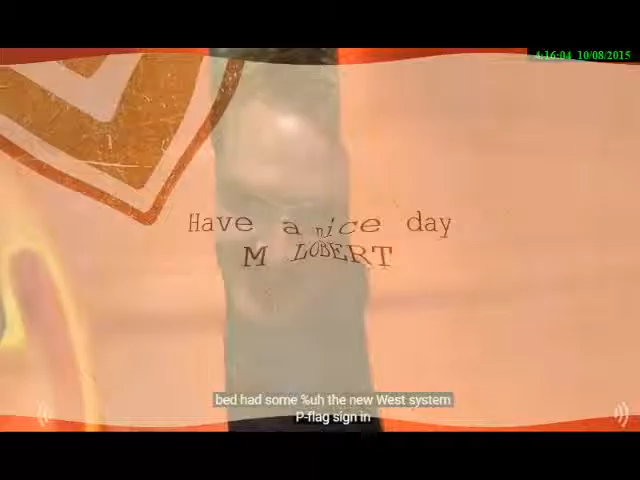 4:16:04 10/08/2015
Have a nice day
M LOBERT
bed had some %uh the new West system
P-flag sign in